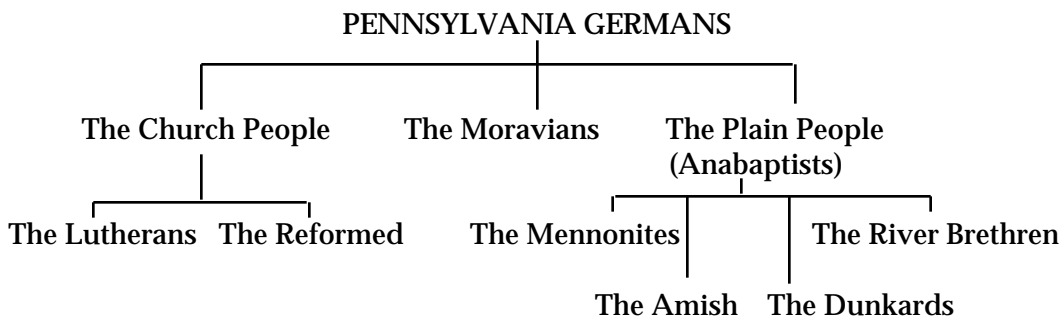 PENNSYLVANIA GERMANS
The Church People The Moravians The Plain People
(Anabaptists)
The Lutherans The Reformed The Mennonites The River Brethren
The Amish The Dunkards